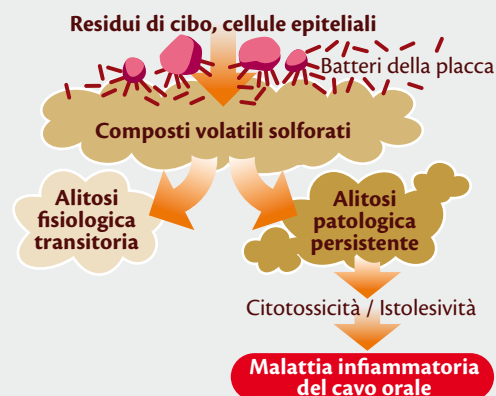 Residui di cibo, cellule epiteliali
Batteri della placca
Composti volatili solforati
Alitosi
fisiologica
transitoria
Alitosi
patologica
persistente
Citotossicità / Istolesività
Malattia infiammatoria
del cavo orale